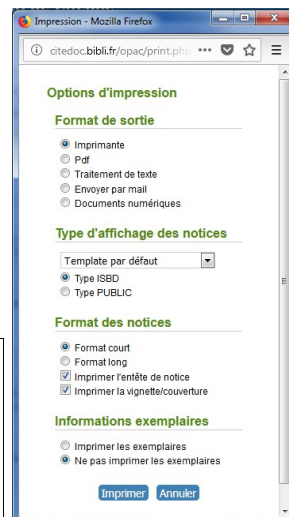 Impression - Mozilla Firefox
citedoc.bibli.fr/opac/print.php
Options d'impression
Format de sortie
Imprimante
Pdf
Traitement de texte
Envoyer par mail
Documents numériques
Type d'affichage des notices
Template par défaut
Type ISBD
Type PUBLIC
Format des notices
Format court
Format long
Imprimer l'entête de notice
Imprimer la vignette/couverture
Informations exemplaires
Imprimer les exemplaires
Ne pas imprimer les exemplaires
Imprimer Annuler